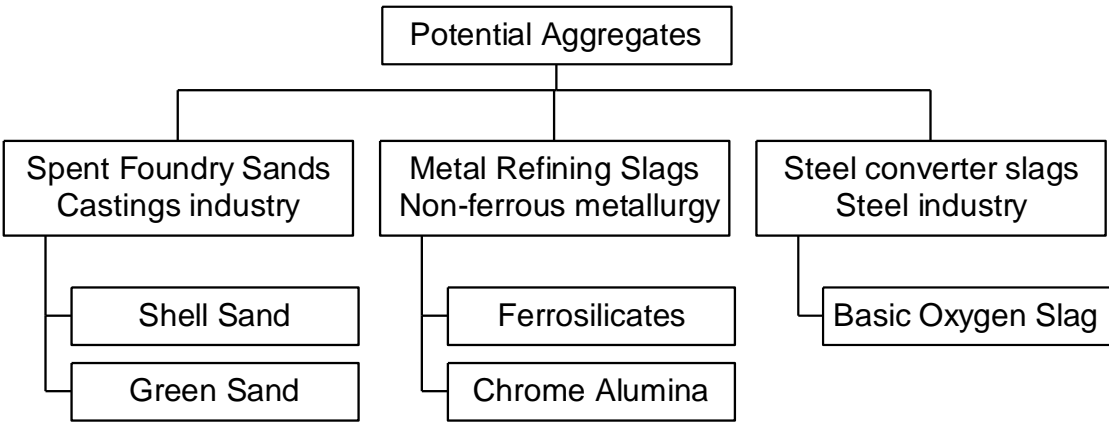 Potential Aggregates
Spent Foundry Sands
Castings industry
Metal Refining Slags
Non-ferrous metallurgy
Steel converter slags
Steel industry
Shell Sand
Ferrosilicates
Basic Oxygen Slag
Green Sand
Chrome Alumina